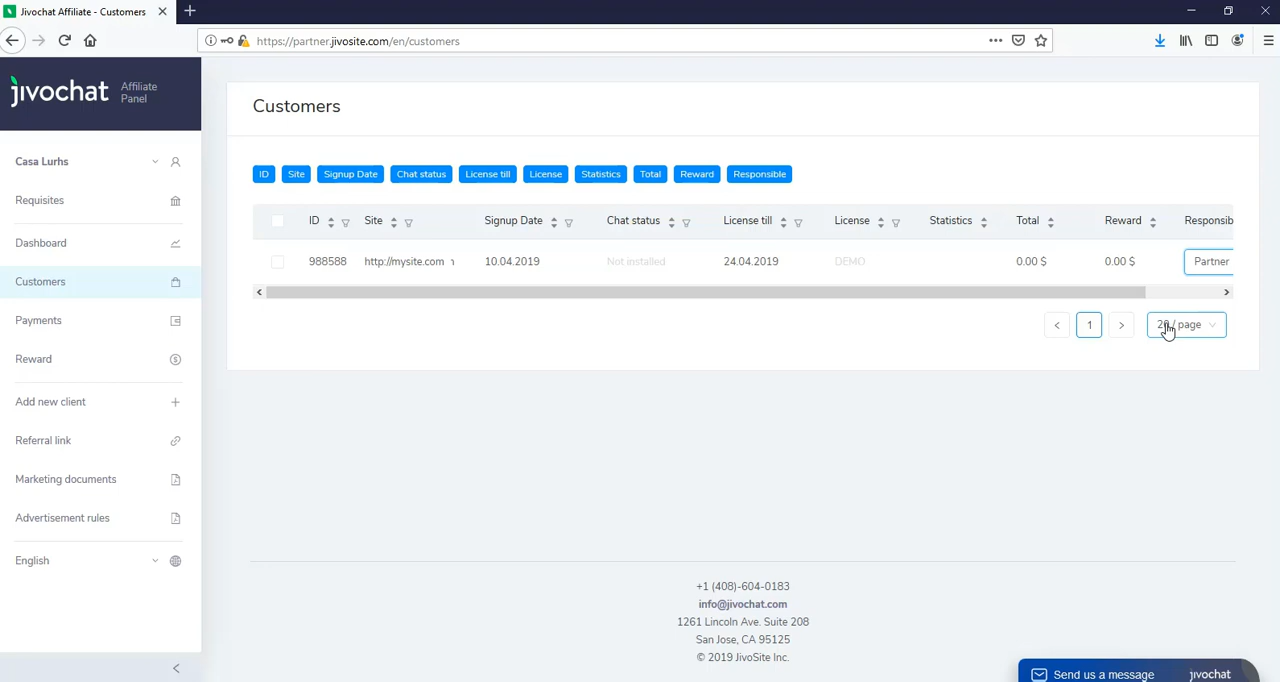 Jivochat Affiliate - Customers
https://partner.jivosite.com/en/customers
jivochat Affiliate Panel
Casa Lurhs
Requisites
Dashboard
Customers
Payments
Reward
Add new client
Referral link
Marketing documents
Advertisement rules
English
Customers
ID Site Signup Date Chat status License till License Statistics Total Reward Responsible
ID Site Signup Date Chat status License till License Statistics Total Reward Responsib
988588 http://mysite.com 10.04.2019 Not installed 24.04.2019 DEMO 0.00 $ 0.00 $ Partner
1 20 / page
+1 (408)-604-0183
info@jivochat.com
1261 Lincoln Ave. Suite 208
San Jose, CA 95125
© 2019 JivoSite Inc.
Send us a message jivochat